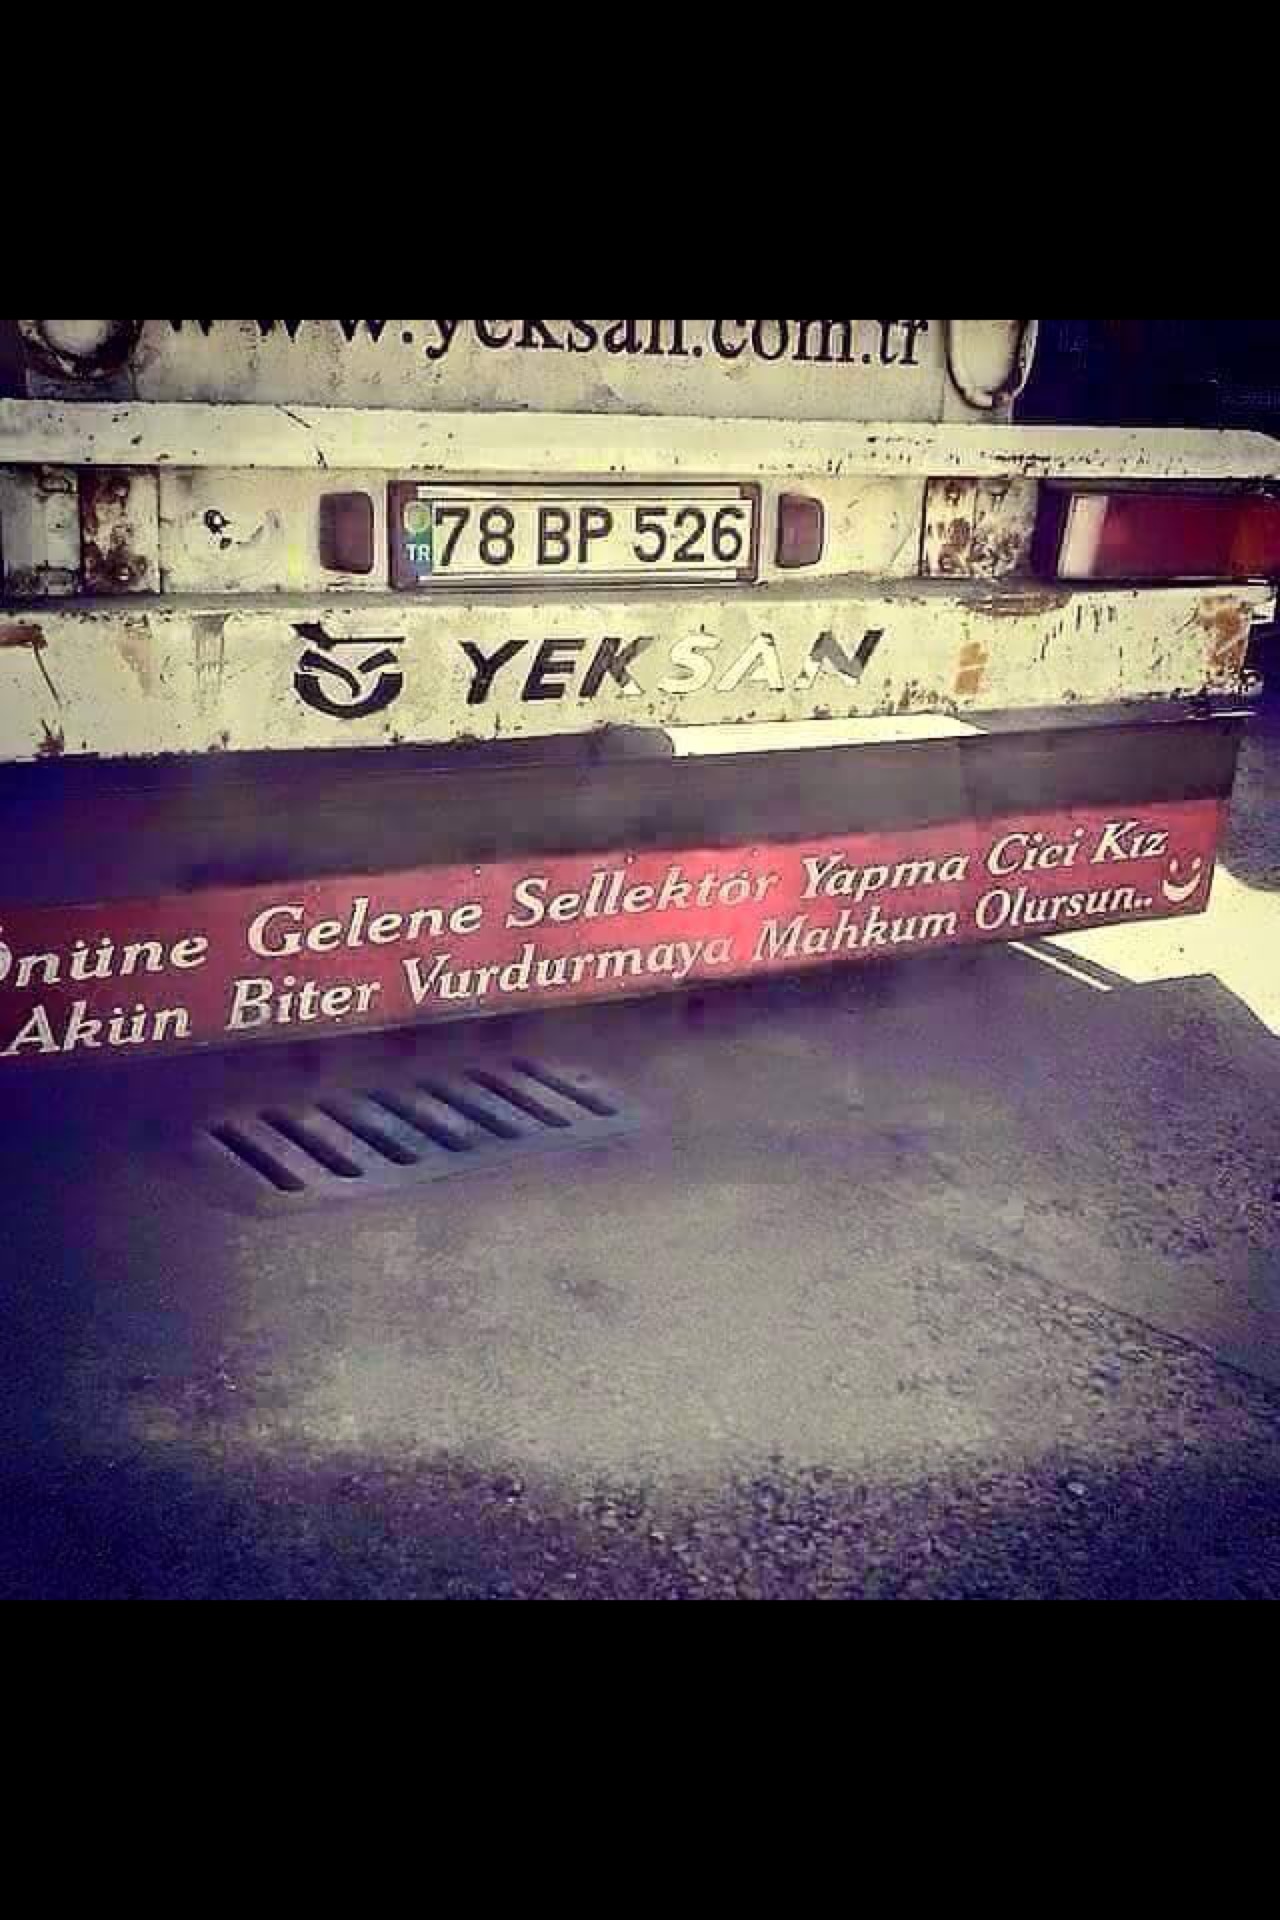 www.yeksan.com.tr
TR 78 BP 526
YEKSAN
Önüne Gelene Sellektör Yapma Cici Kız
Akün Biter Vurdurmaya Mahkum Olursun..